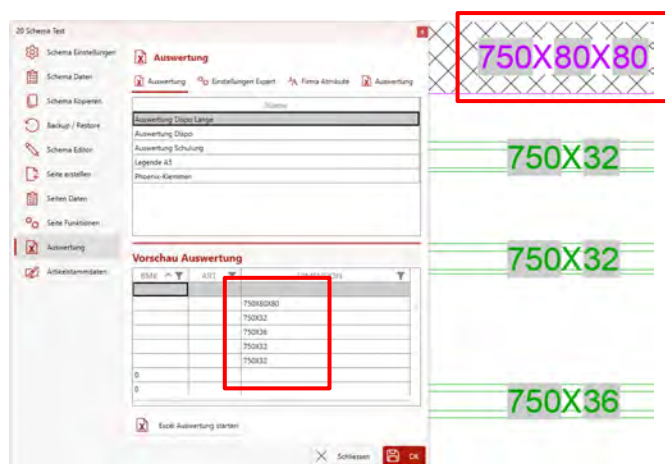 20 Schema Test
Schema Einstellungen
Schema Daten
Schema Kopieren
Backup / Restore
Schema Editor
Seite erstellen
Seiten Daten
Seite Funktionen
Auswertung
Artikelstammdaten
Auswertung
Auswertung Einstellungen Expert Firma Attribute Auswertung
Name
Auswertung Dispo Länge
Auswertung Dispo
Auswertung Schulung
Legende A3
Phoenix-Klemmen
Vorschau Auswertung
BMK ART DIMENSION
750X80X80
750X32
750X36
750X32
750X32
0
0
Excel Auswertung starten
Schliessen OK
750X80X80
750X32
750X32
750X36